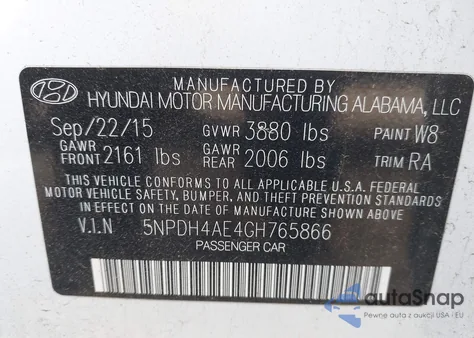 MANUFACTURED BY
HYUNDAI MOTOR MANUFACTURING ALABAMA, LLC
Sep/22/15 GVWR 3880 lbs PAINT W8
GAWR FRONT 2161 lbs GAWR REAR 2006 lbs TRIM RA
THIS VEHICLE CONFORMS TO ALL APPLICABLE U.S.A. FEDERAL
MOTOR VEHICLE SAFETY, BUMPER, AND THEFT PREVENTION STANDARDS
IN EFFECT ON THE DATE OF MANUFACTURE SHOWN ABOVE.
V.I.N 5NPDH4AE4GH765866
PASSENGER CAR
autoSnap
Pewne auta z USA i EU